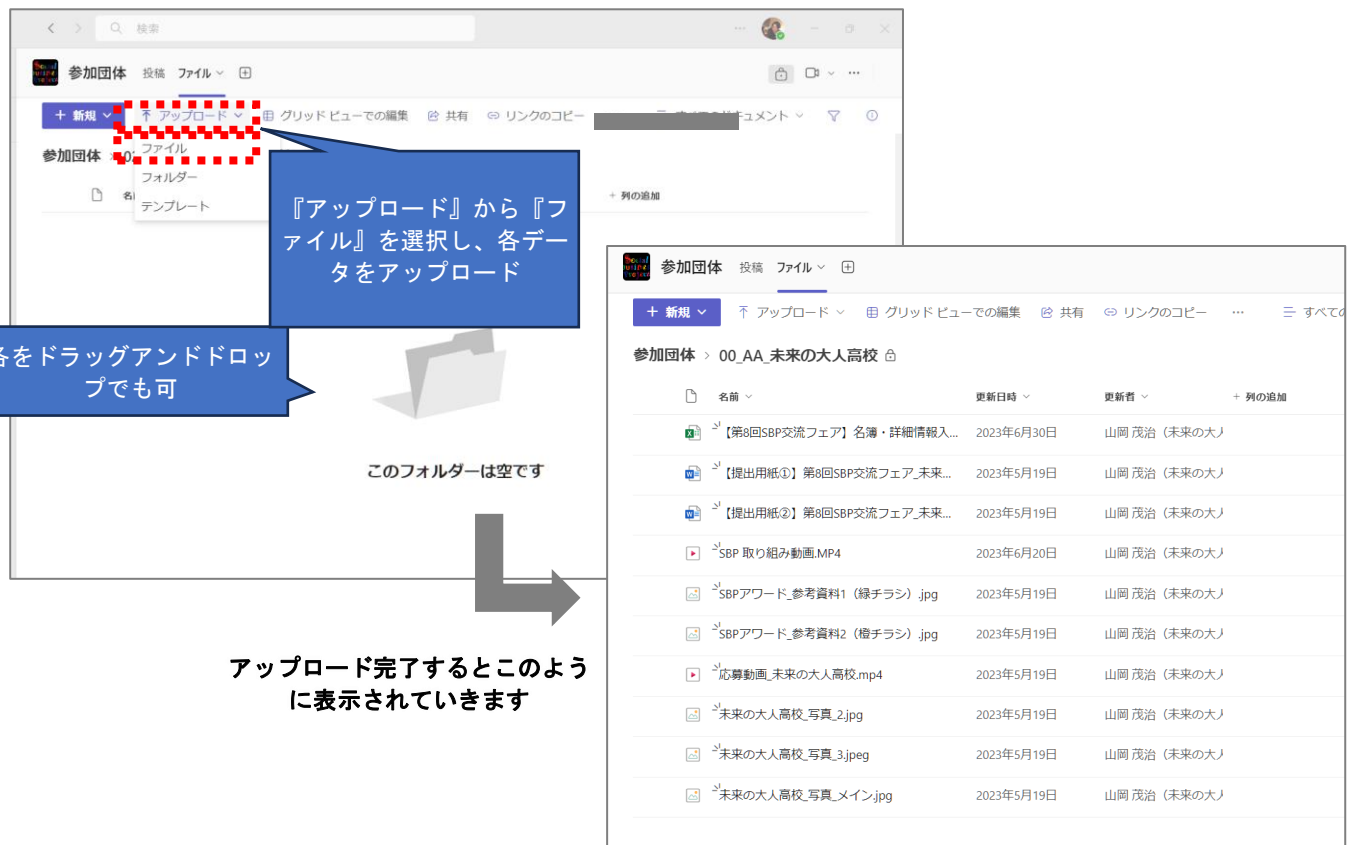 検索
参加団体 投稿 ファイル
+ 新規 アップロード グリッド ビューでの編集 共有 リンクのコピー
参加団体 >
ファイル
フォルダー
テンプレート
+ 列の追加
『アップロード』から『フ
ァイル』を選択し、各デー
タをアップロード
をドラッグアンドドロッ
プでも可
このフォルダーは空です
アップロード完了するとこのよう
に表示されていきます
参加団体 投稿 ファイル
+ 新規 アップロード グリッド ビューでの編集 共有 リンクのコピー … すべての
参加団体 > 00_AA_未来の大人高校
名前 更新日時 更新者 + 列の追加
【第8回SBP交流フェア】名簿・詳細情報入... 2023年6月30日 山岡 茂治（未来の大人
【提出用紙①】第8回SBP交流フェア_未来... 2023年5月19日 山岡 茂治（未来の大人
【提出用紙②】第8回SBP交流フェア_未来... 2023年5月19日 山岡 茂治（未来の大人
SBP 取り組み動画.MP4 2023年6月20日 山岡 茂治（未来の大人
SBPアワード_参考資料1（緑チラシ）.jpg 2023年5月19日 山岡 茂治（未来の大人
SBPアワード_参考資料2（橙チラシ）.jpg 2023年5月19日 山岡 茂治（未来の大人
応募動画_未来の大人高校.mp4 2023年5月19日 山岡 茂治（未来の大人
未来の大人高校_写真_2.jpg 2023年5月19日 山岡 茂治（未来の大人
未来の大人高校_写真_3.jpeg 2023年5月19日 山岡 茂治（未来の大人
未来の大人高校_写真_メイン.jpg 2023年5月19日 山岡 茂治（未来の大人